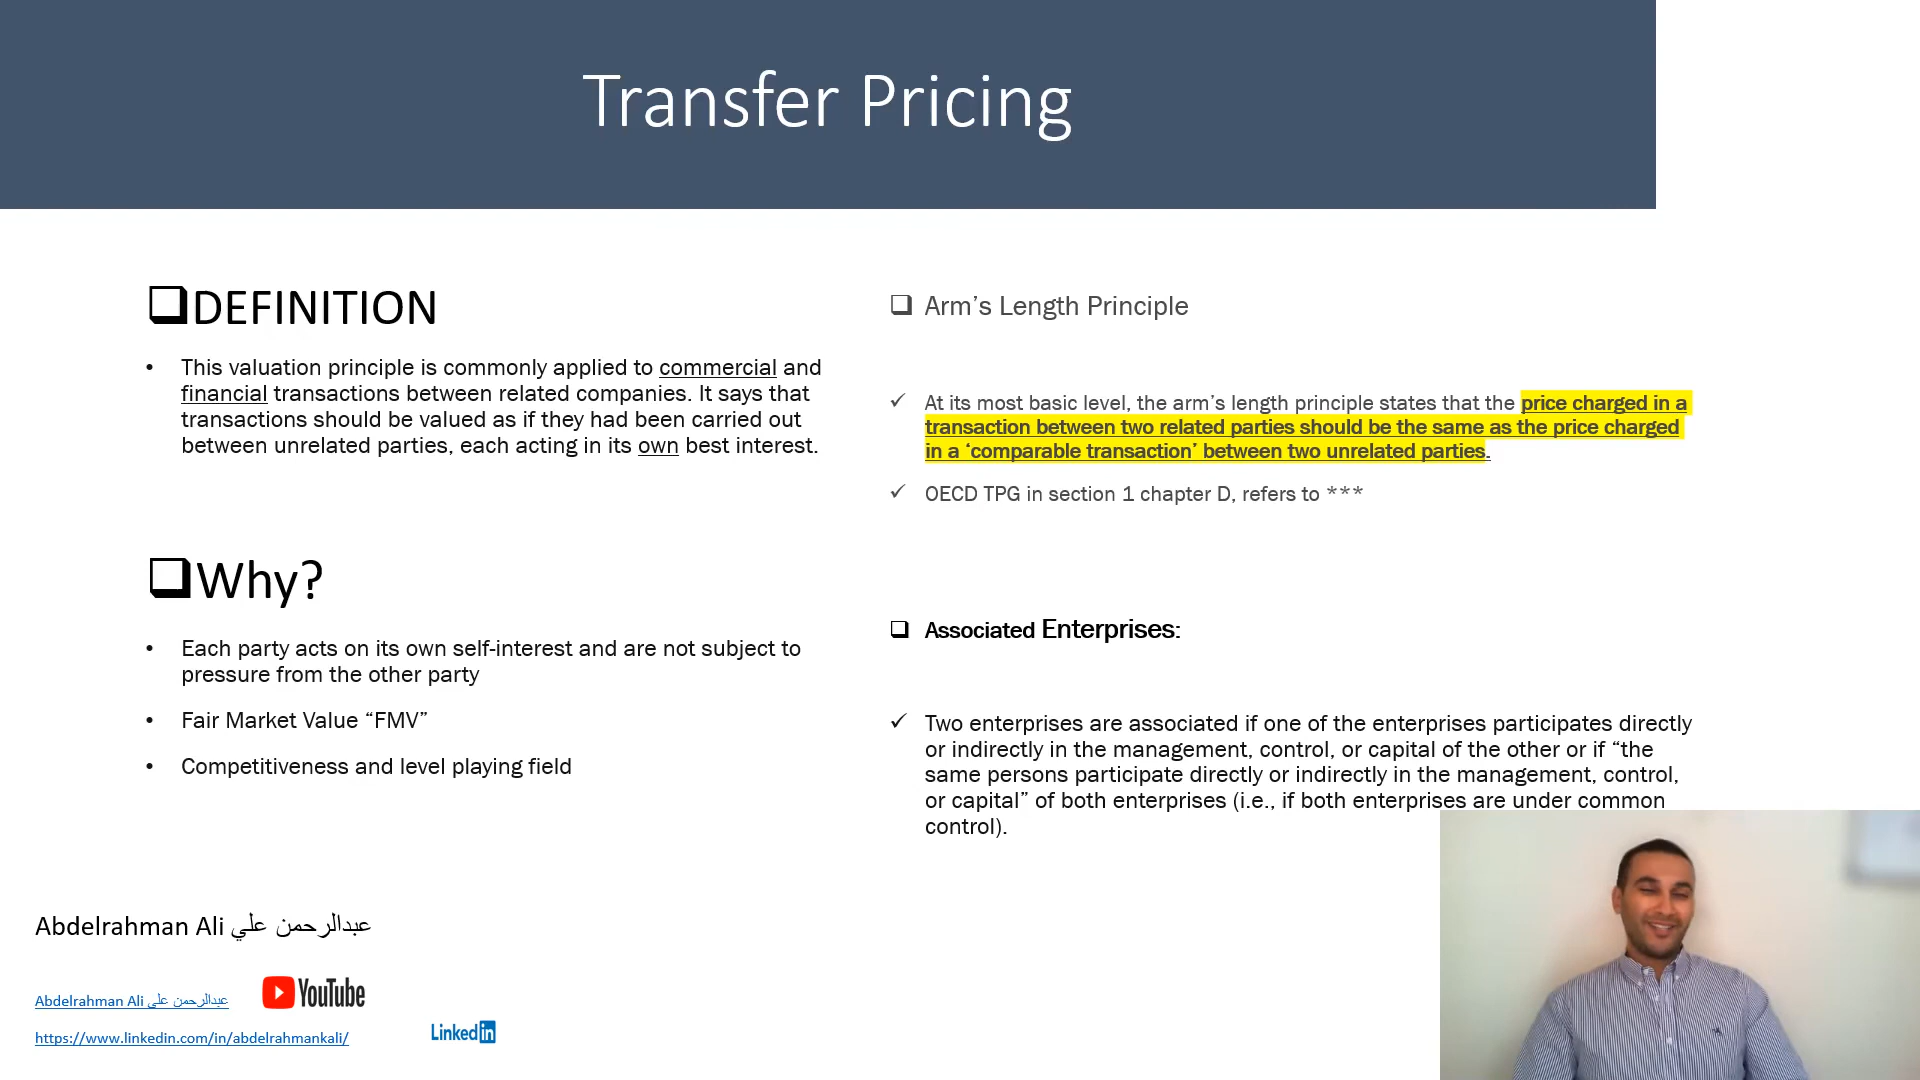 Transfer Pricing
DEFINITION
• This valuation principle is commonly applied to commercial and
financial transactions between related companies. It says that
transactions should be valued as if they had been carried out
between unrelated parties, each acting in its own best interest.
Why?
• Each party acts on its own self-interest and are not subject to
pressure from the other party
• Fair Market Value “FMV”
• Competitiveness and level playing field
Arm’s Length Principle
✓ At its most basic level, the arm’s length principle states that the price charged in a
transaction between two related parties should be the same as the price charged
in a ‘comparable transaction’ between two unrelated parties.
✓ OECD TPG in section 1 chapter D, refers to ***
Associated Enterprises:
✓ Two enterprises are associated if one of the enterprises participates directly
or indirectly in the management, control, or capital of the other or if “the
same persons participate directly or indirectly in the management, control,
or capital” of both enterprises (i.e., if both enterprises are under common
control).
Abdelrahman Ali عبدالرحمن علي
Abdelrahman Ali عبدالرحمن علي
YouTube
https://www.linkedin.com/in/abdelrahmankali/
Linkedin